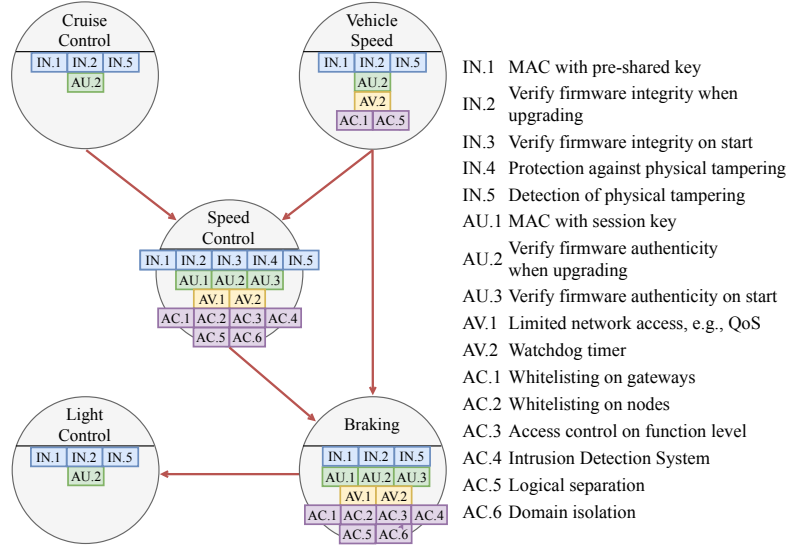 Cruise
Control
IN.1 IN.2 IN.5
AU.2
Vehicle
Speed
IN.1 IN.2 IN.5
AU.2
AV.2
AC.1 AC.5
Speed
Control
IN.1 IN.2 IN.3 IN.4 IN.5
AU.1 AU.2 AU.3
AV.1 AV.2
AC.1 AC.2 AC.3 AC.4
AC.5 AC.6
Light
Control
IN.1 IN.2 IN.5
AU.2
Braking
IN.1 IN.2 IN.5
AU.1 AU.2 AU.3
AV.1 AV.2
AC.1 AC.2 AC.3 AC.4
AC.5 AC.6
IN.1 MAC with pre-shared key
IN.2 Verify firmware integrity when
upgrading
IN.3 Verify firmware integrity on start
IN.4 Protection against physical tampering
IN.5 Detection of physical tampering
AU.1 MAC with session key
AU.2 Verify firmware authenticity
when upgrading
AU.3 Verify firmware authenticity on start
AV.1 Limited network access, e.g., QoS
AV.2 Watchdog timer
AC.1 Whitelisting on gateways
AC.2 Whitelisting on nodes
AC.3 Access control on function level
AC.4 Intrusion Detection System
AC.5 Logical separation
AC.6 Domain isolation